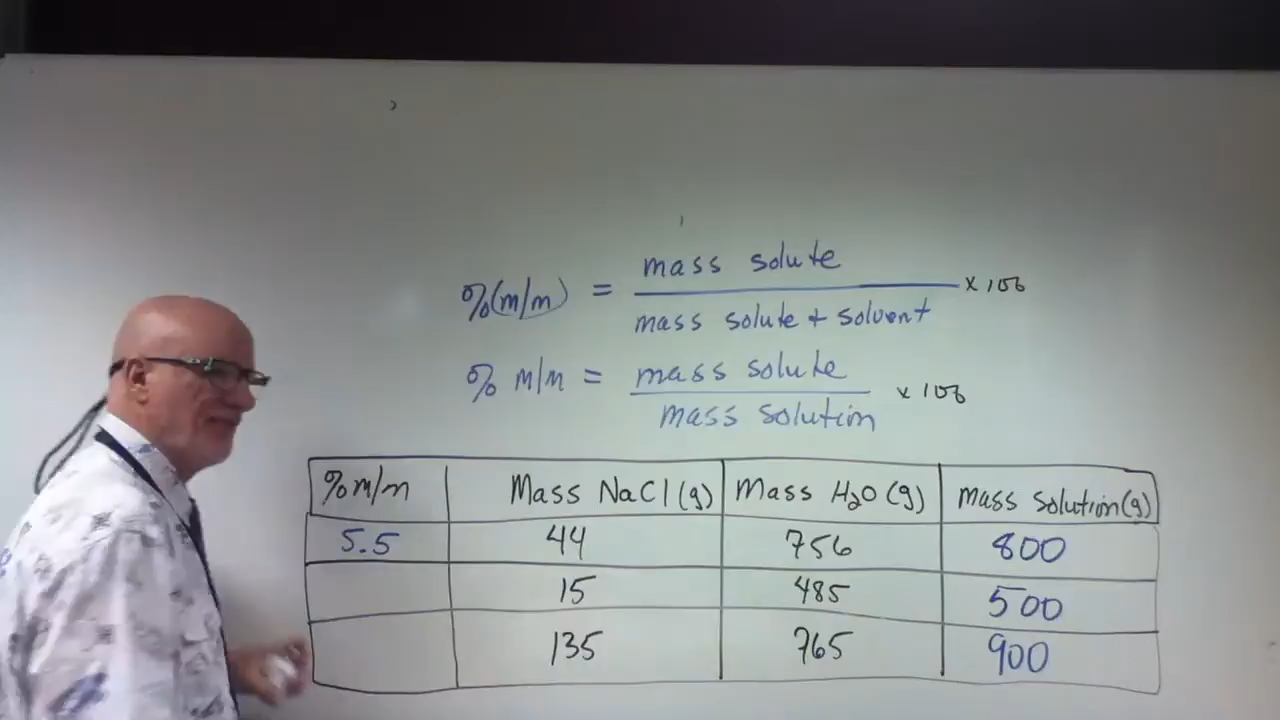 %(m/m) = mass solute / mass solute + solvent x 100
% m/m = mass solute / mass solution x 100
%m/m Mass NaCl (g) Mass H₂O (g) Mass Solution (g)
5.5 44 756 800
15 485 500
135 765 900